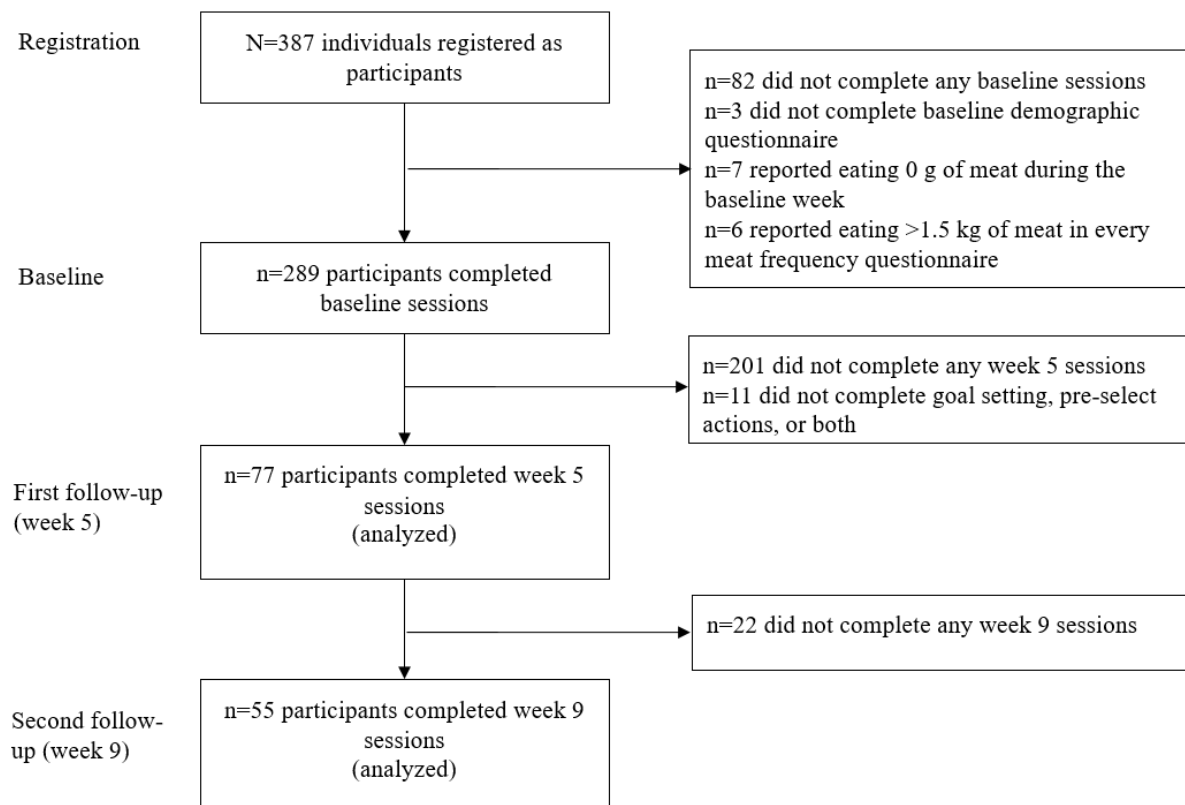 Registration
N=387 individuals registered as
participants
n=82 did not complete any baseline sessions
n=3 did not complete baseline demographic
questionnaire
n=7 reported eating 0 g of meat during the
baseline week
n=6 reported eating >1.5 kg of meat in every
meat frequency questionnaire
Baseline
n=289 participants completed
baseline sessions
n=201 did not complete any week 5 sessions
n=11 did not complete goal setting, pre-select
actions, or both
First follow-up
(week 5)
n=77 participants completed week 5
sessions
(analyzed)
n=22 did not complete any week 9 sessions
Second follow-
up (week 9)
n=55 participants completed week 9
sessions
(analyzed)